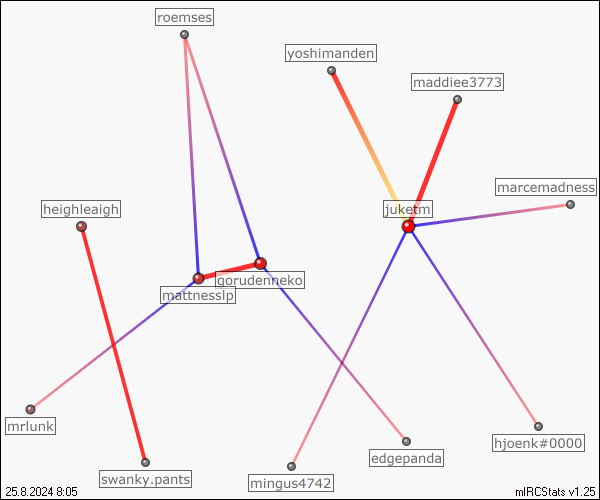 roemses
yoshimanden
maddiee3773
marcemadness
heighleaigh
juketm
gorudenneko
mattnesslp
mrlunk
hjoenk#0000
edgepanda
swanky.pants
mingus4742
25.8.2024 8:05
mIRCStats v1.25